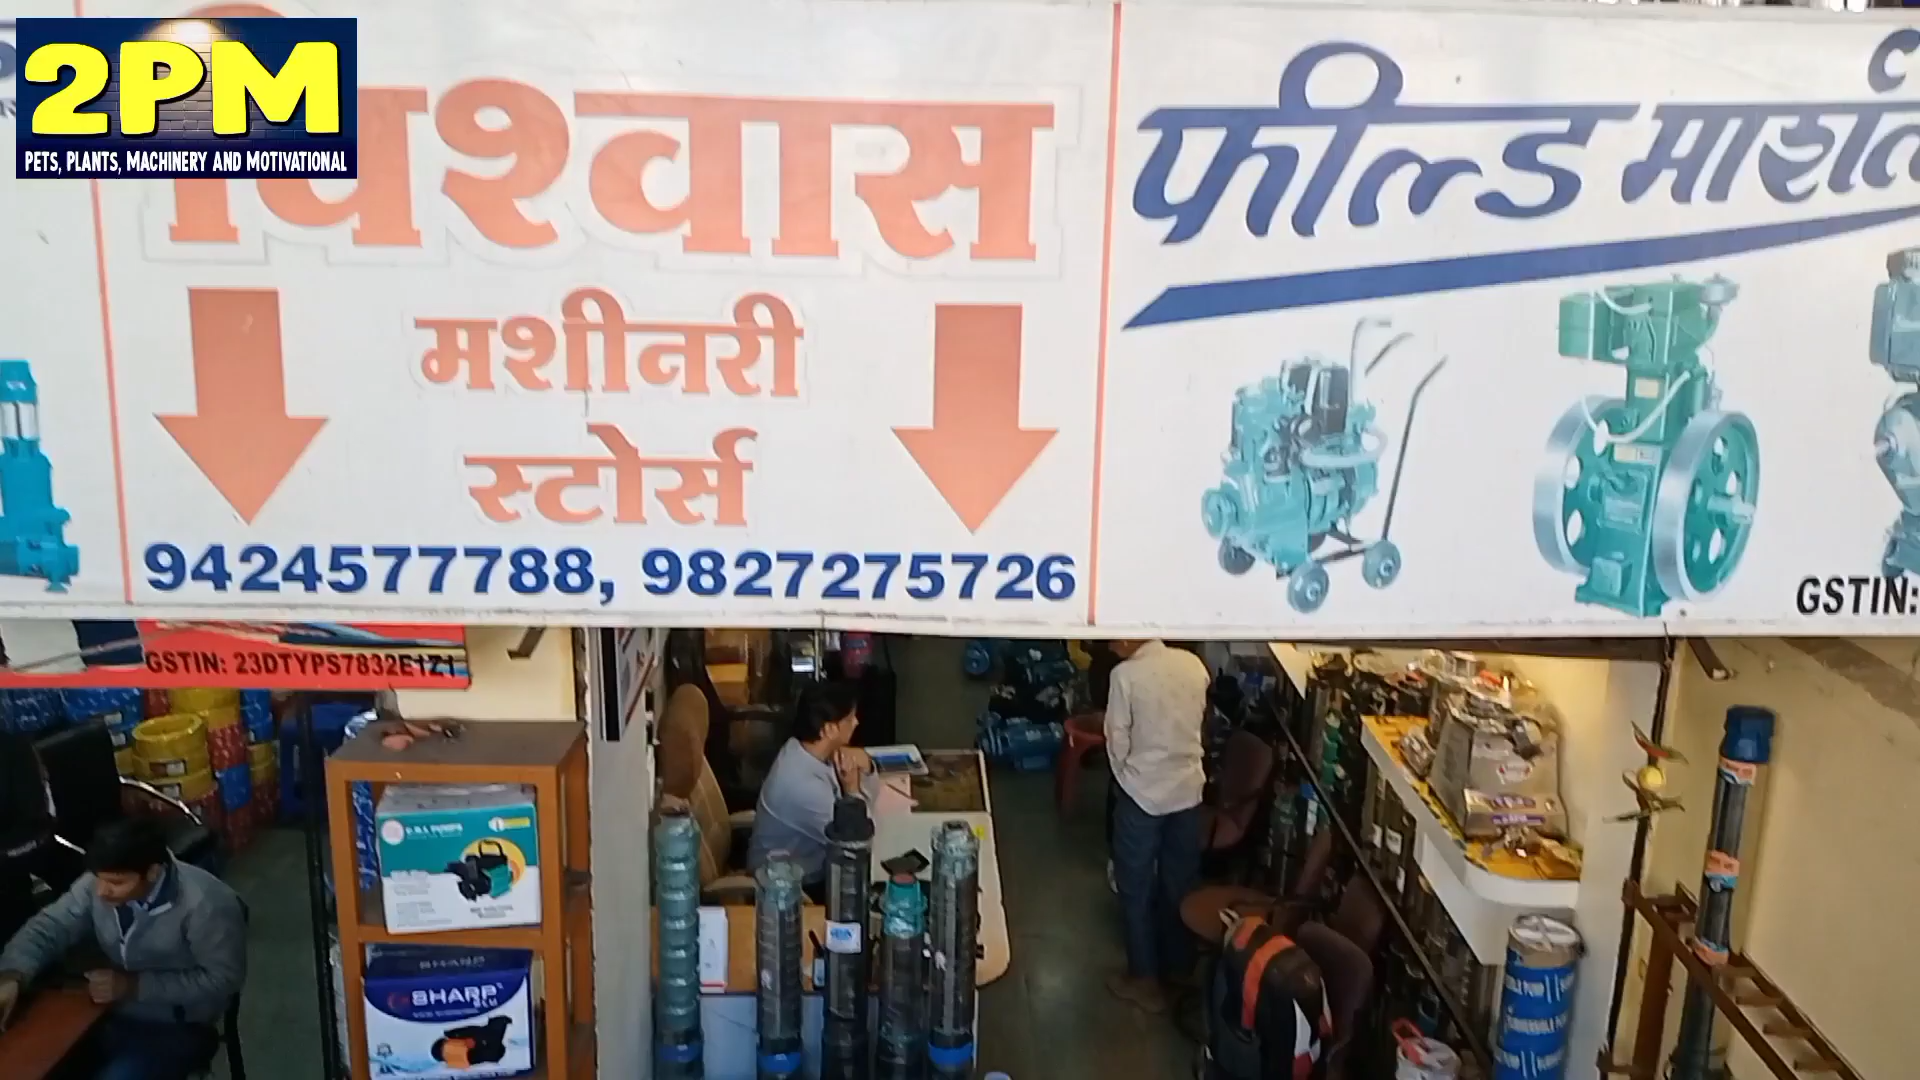 2PM
PETS, PLANTS, MACHINERY AND MOTIVATIONAL
विश्वास
मशीनरी
स्टोर्स
9424577788, 9827275726
फील्ड मार्शल
GSTIN:
GSTIN: 23DTYPS7832E1Z1
SHARP